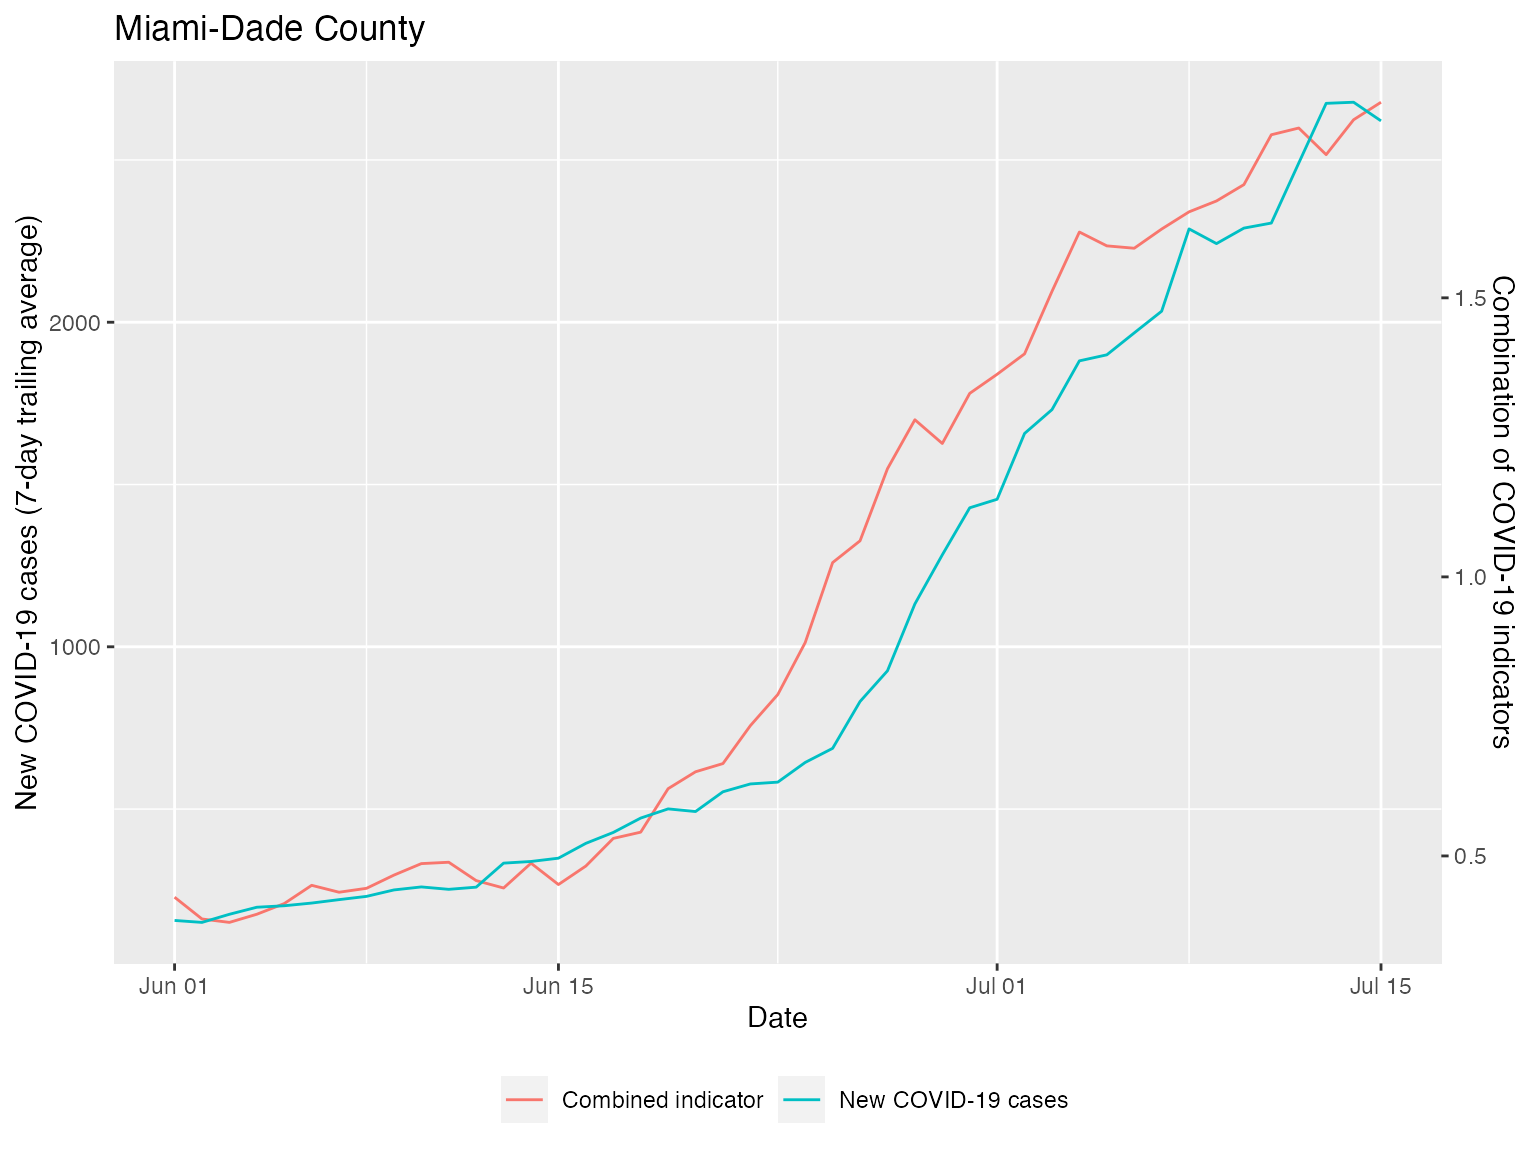 Miami-Dade County
New COVID-19 cases (7-day trailing average)
2000
1000
Combination of COVID-19 indicators
1.5
1.0
0.5
Jun 01
Jun 15
Jul 01
Jul 15
Date
Combined indicator
New COVID-19 cases